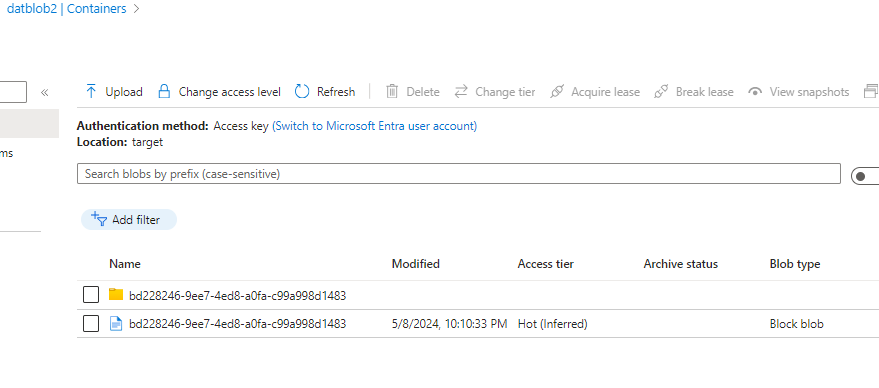 datblob2 | Containers >
« Upload Change access level Refresh Delete Change tier Acquire lease Break lease View snapshots
Authentication method: Access key (Switch to Microsoft Entra user account)
ms
Location: target
Search blobs by prefix (case-sensitive)
Add filter
Name Modified Access tier Archive status Blob type
bd228246-9ee7-4ed8-a0fa-c99a998d1483
bd228246-9ee7-4ed8-a0fa-c99a998d1483 5/8/2024, 10:10:33 PM Hot (Inferred) Block blob